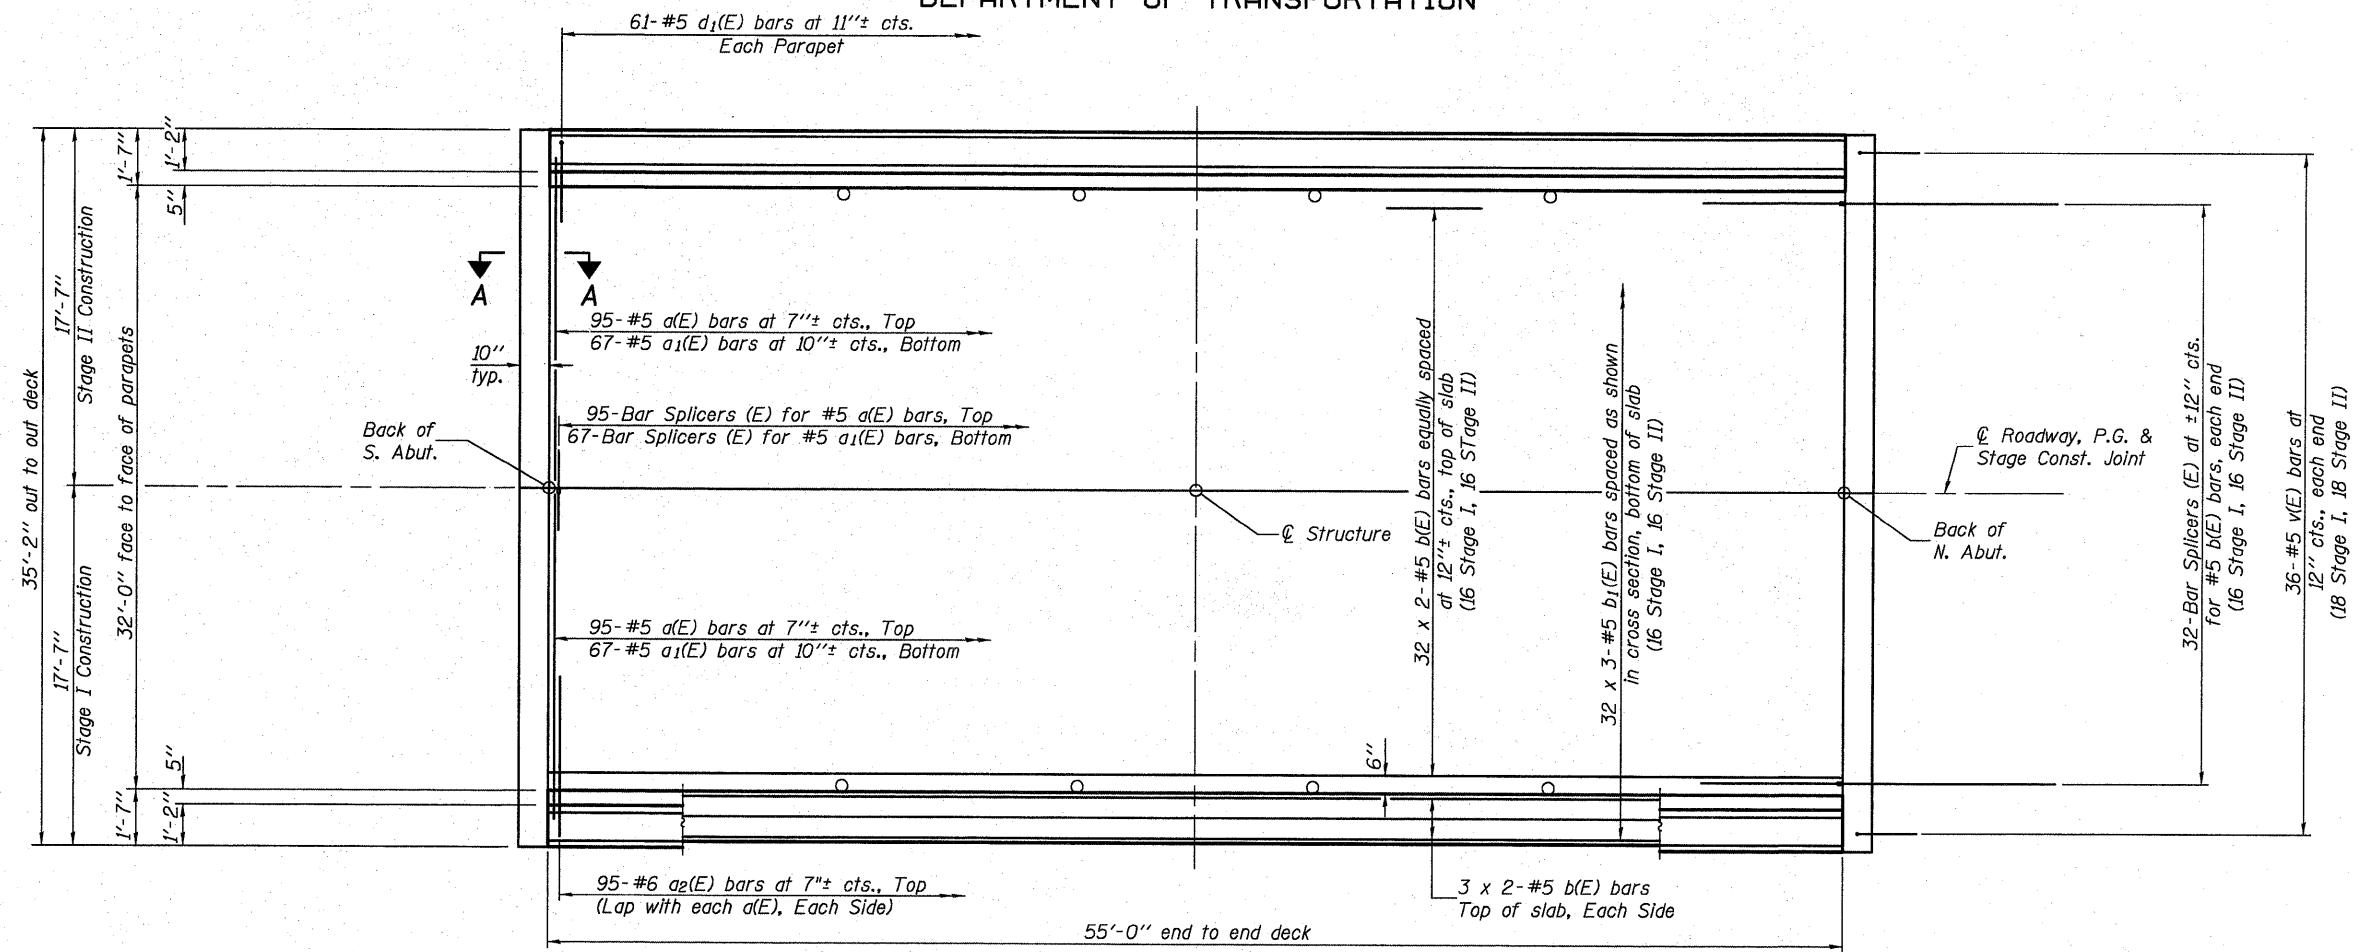 DEPARTMENT OF TRANSPORTATION
61-#5 d1(E) bars at 11''± cts.
Each Parapet
1'-7''
1'-2''
5''
35'-2'' out to out deck
17'-7''
Stage II Construction
17'-7''
Stage I Construction
32'-0'' face to face of parapets
5''
1'-7''
1'-2''
A
A
10''
typ.
95-#5 a(E) bars at 7''± cts., Top
67-#5 a1(E) bars at 10''± cts., Bottom
95-Bar Splicers (E) for #5 a(E) bars, Top
67-Bar Splicers (E) for #5 a1(E) bars, Bottom
Back of
S. Abut.
℄ Structure
95-#5 a(E) bars at 7''± cts., Top
67-#5 a1(E) bars at 10''± cts., Bottom
32 x 2-#5 b(E) bars equally spaced
at 12''± cts., top of slab
(16 Stage I, 16 STage II)
32 x 3-#5 b1(E) bars spaced as shown
in cross section, bottom of slab
(16 Stage I, 16 Stage II)
℄ Roadway, P.G. &
Stage Const. Joint
Back of
N. Abut.
32-Bar Splicers (E) at ±12'' cts.
for #5 b(E) bars, each end
(16 Stage I, 16 Stage II)
36-#5 v(E) bars at
12'' cts., each end
(18 Stage I, 18 Stage II)
6''
95-#6 a2(E) bars at 7"± cts., Top
(Lap with each a(E), Each Side)
3 x 2-#5 b(E) bars
Top of slab, Each Side
55'-0'' end to end deck